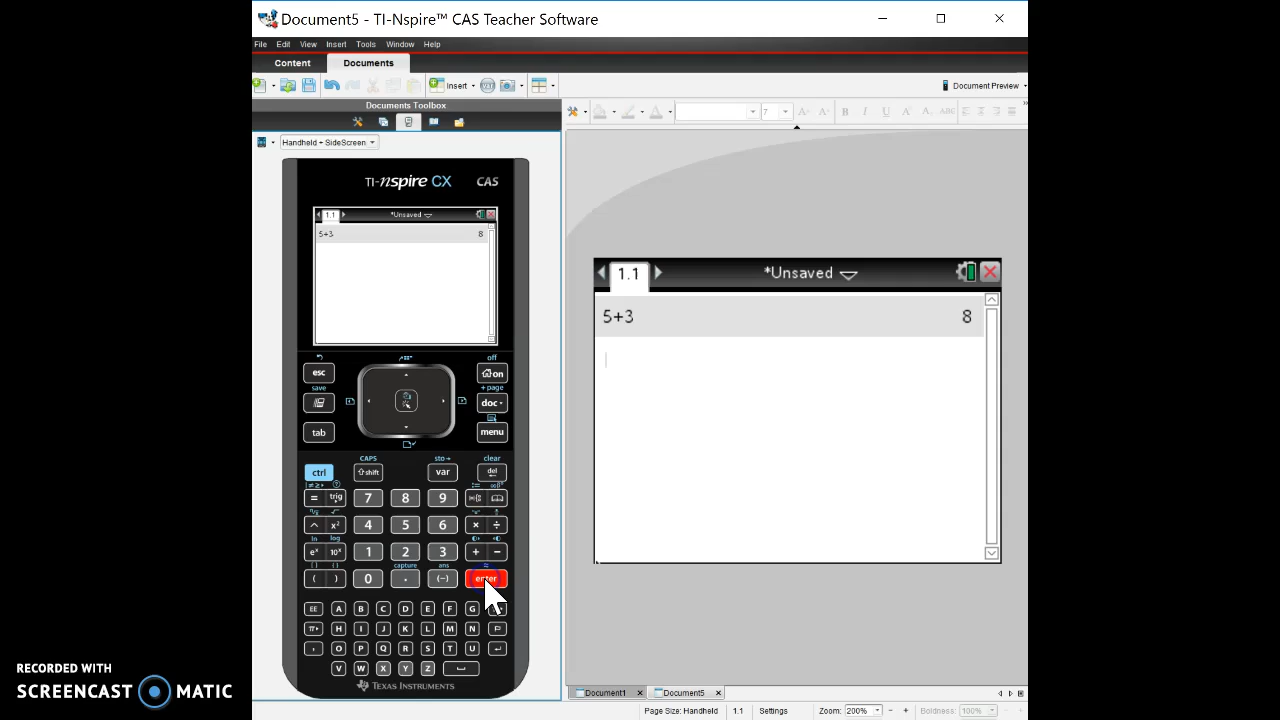 Document5 - TI-Nspire™ CAS Teacher Software
File Edit View Insert Tools Window Help
Content Documents
Insert
Document Preview
Documents Toolbox
7
B I U
Handheld + SideScreen
TI-nspire CX CAS
1.1 *Unsaved
5+3 8
1.1 *Unsaved
5+3 8
off
esc on
save + page
doc
tab menu
CAPS sto→ clear
ctrl ⇧shift var del
= trig 7 8 9
^ x² 4 5 6 × ÷
ln log
eˣ 10ˣ 1 2 3 + −
capture ans
( ) 0 . (−) enter
EE A B C D E F G
π H I J K L M N
, O P Q R S T U
V W X Y Z
TEXAS INSTRUMENTS
RECORDED WITH
SCREENCAST MATIC
Document1 Document5
Page Size: Handheld 1.1 Settings Zoom: 200% - + Boldness: 100% - +